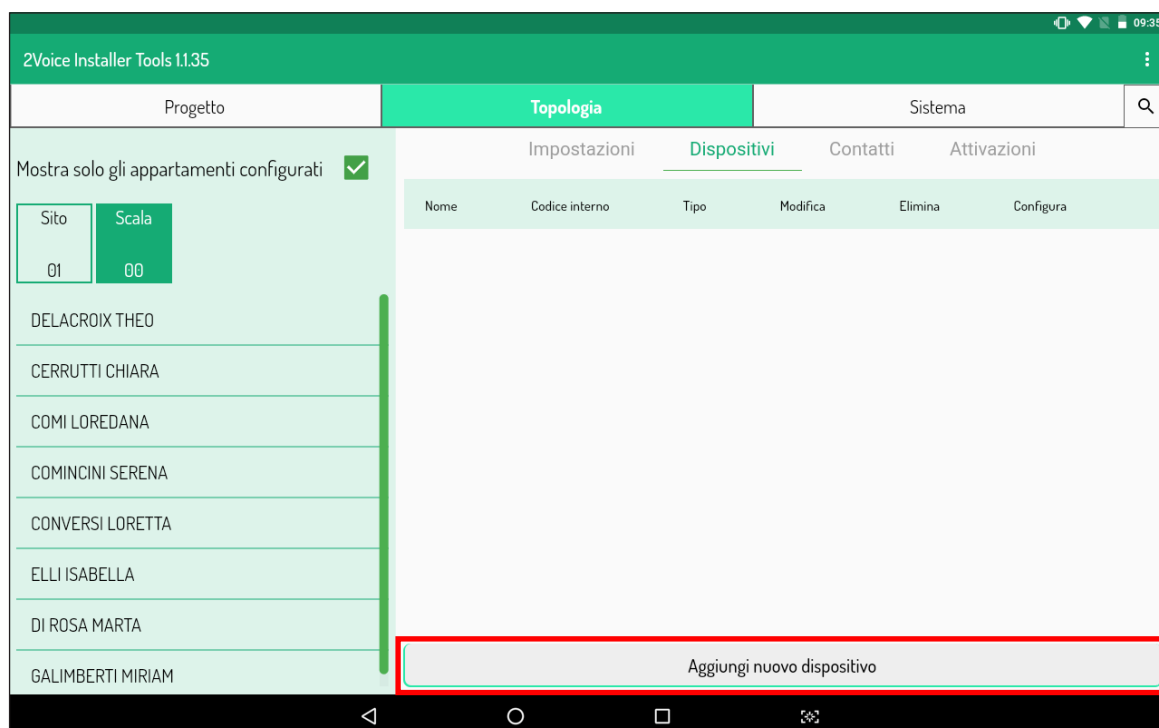 09:35
2Voice Installer Tools 1.1.35
Progetto
Topologia
Sistema
Mostra solo gli appartamenti configurati
Sito
01
Scala
00
DELACROIX THEO
CERRUTTI CHIARA
COMI LOREDANA
COMINCINI SERENA
CONVERSI LORETTA
ELLI ISABELLA
DI ROSA MARTA
GALIMBERTI MIRIAM
Impostazioni Dispositivi Contatti Attivazioni
Nome Codice interno Tipo Modifica Elimina Configura
Aggiungi nuovo dispositivo